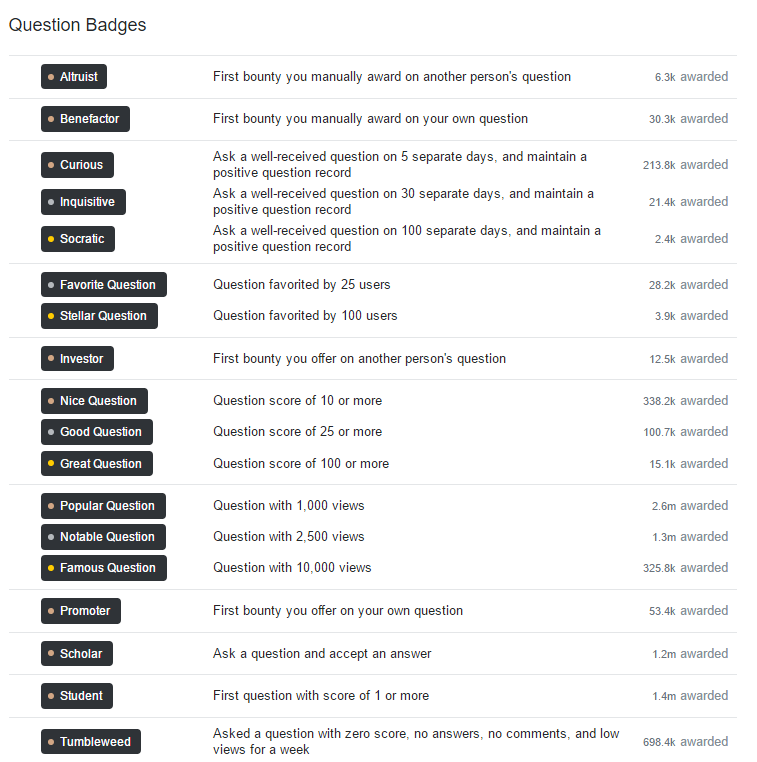 Question Badges
Altruist First bounty you manually award on another person's question 6.3k awarded
Benefactor First bounty you manually award on your own question 30.3k awarded
Curious Ask a well-received question on 5 separate days, and maintain a positive question record 213.8k awarded
Inquisitive Ask a well-received question on 30 separate days, and maintain a positive question record 21.4k awarded
Socratic Ask a well-received question on 100 separate days, and maintain a positive question record 2.4k awarded
Favorite Question Question favorited by 25 users 28.2k awarded
Stellar Question Question favorited by 100 users 3.9k awarded
Investor First bounty you offer on another person's question 12.5k awarded
Nice Question Question score of 10 or more 338.2k awarded
Good Question Question score of 25 or more 100.7k awarded
Great Question Question score of 100 or more 15.1k awarded
Popular Question Question with 1,000 views 2.6m awarded
Notable Question Question with 2,500 views 1.3m awarded
Famous Question Question with 10,000 views 325.8k awarded
Promoter First bounty you offer on your own question 53.4k awarded
Scholar Ask a question and accept an answer 1.2m awarded
Student First question with score of 1 or more 1.4m awarded
Tumbleweed Asked a question with zero score, no answers, no comments, and low views for a week 698.4k awarded